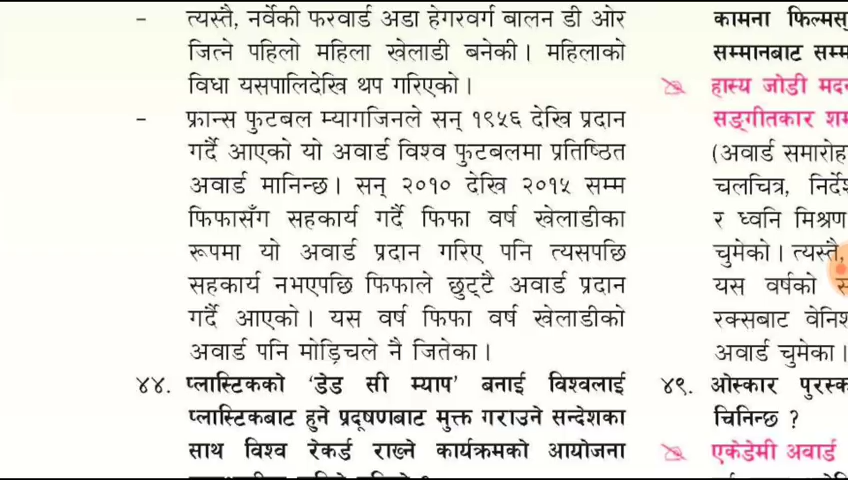 - त्यस्तै, नर्वेकी फरवार्ड अडा हेगरवर्ग बालन डी ओर
जित्ने पहिलो महिला खेलाडी बनेकी। महिलाको
विधा यसपालिदेखि थप गरिएको।
- फ्रान्स फुटबल म्यागजिनले सन् १९५६ देखि प्रदान
गर्दै आएको यो अवार्ड विश्व फुटबलमा प्रतिष्ठित
अवार्ड मानिन्छ। सन् २०१० देखि २०१५ सम्म
फिफासँग सहकार्य गर्दै फिफा वर्ष खेलाडीका
रूपमा यो अवार्ड प्रदान गरिए पनि त्यसपछि
सहकार्य नभएपछि फिफाले छुट्टै अवार्ड प्रदान
गर्दै आएको। यस वर्ष फिफा वर्ष खेलाडीको
अवार्ड पनि मोड्रिचले नै जितेका।
४४. प्लास्टिकको 'डेड सी म्याप' बनाई विश्वलाई
प्लास्टिकबाट हुने प्रदूषणबाट मुक्त गराउने सन्देशका
साथ विश्व रेकर्ड राख्ने कार्यक्रमको आयोजना
कामना फिल्मस्
सम्मानबाट सम्म
हास्य जोडी मदन
सङ्गीतकार शम
(अवार्ड समारोह
चलचित्र, निर्दे
र ध्वनि मिश्रण
चुमेको। त्यस्तै,
यस वर्षको
रक्सबाट वेनिश
अवार्ड चुमेका।
४९. ओस्कार पुरस्क
चिनिन्छ ?
एकेडेमी अवार्ड